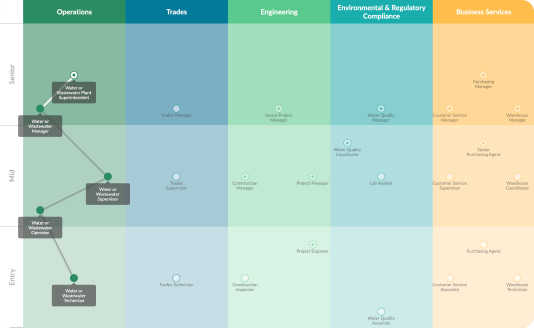 Operations
Trades
Engineering
Environmental & Regulatory
Compliance
Business Services
Senior
Water or
Wastewater Plant
Superintendent
Purchasing
Manager
Water or
Wastewater
Manager
Trades Manager
Senior Project
Manager
Water Quality
Manager
Customer Service
Manager
Warehouse
Manager
Mid
Water Quality
Coordinator
Senior
Purchasing Agent
Water or
Wastewater
Supervisor
Trades
Supervisor
Construction
Manager
Project Manager
Lab Analyst
Customer Service
Supervisor
Warehouse
Coordinator
Water or
Wastewater
Operator
Entry
Project Engineer
Purchasing Agent
Water or
Wastewater
Technician
Trades Technician
Construction
Inspector
Customer Service
Associate
Warehouse
Technician
Water Quality
Associate